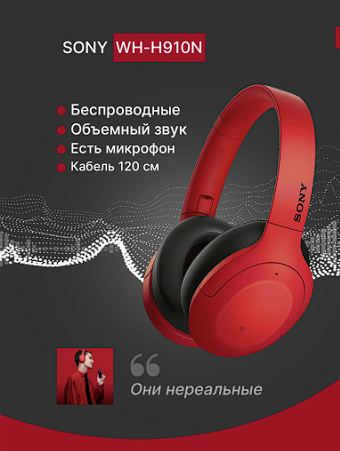 SONY WH-H910N
Беспроводные
Объемный звук
Есть микрофон
Кабель 120 см
SONY
“
Они нереальные